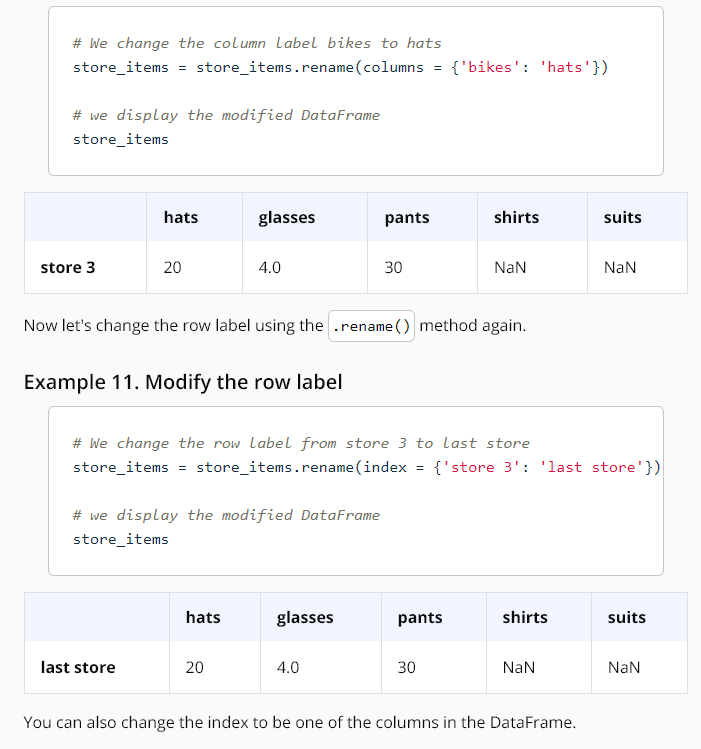 # We change the column label bikes to hats
store_items = store_items.rename(columns = {'bikes': 'hats'})
# we display the modified DataFrame
store_items
hats glasses pants shirts suits
store 3 20 4.0 30 NaN NaN
Now let's change the row label using the .rename() method again.
Example 11. Modify the row label
# We change the row label from store 3 to last store
store_items = store_items.rename(index = {'store 3': 'last store'})
# we display the modified DataFrame
store_items
hats glasses pants shirts suits
last store 20 4.0 30 NaN NaN
You can also change the index to be one of the columns in the DataFrame.